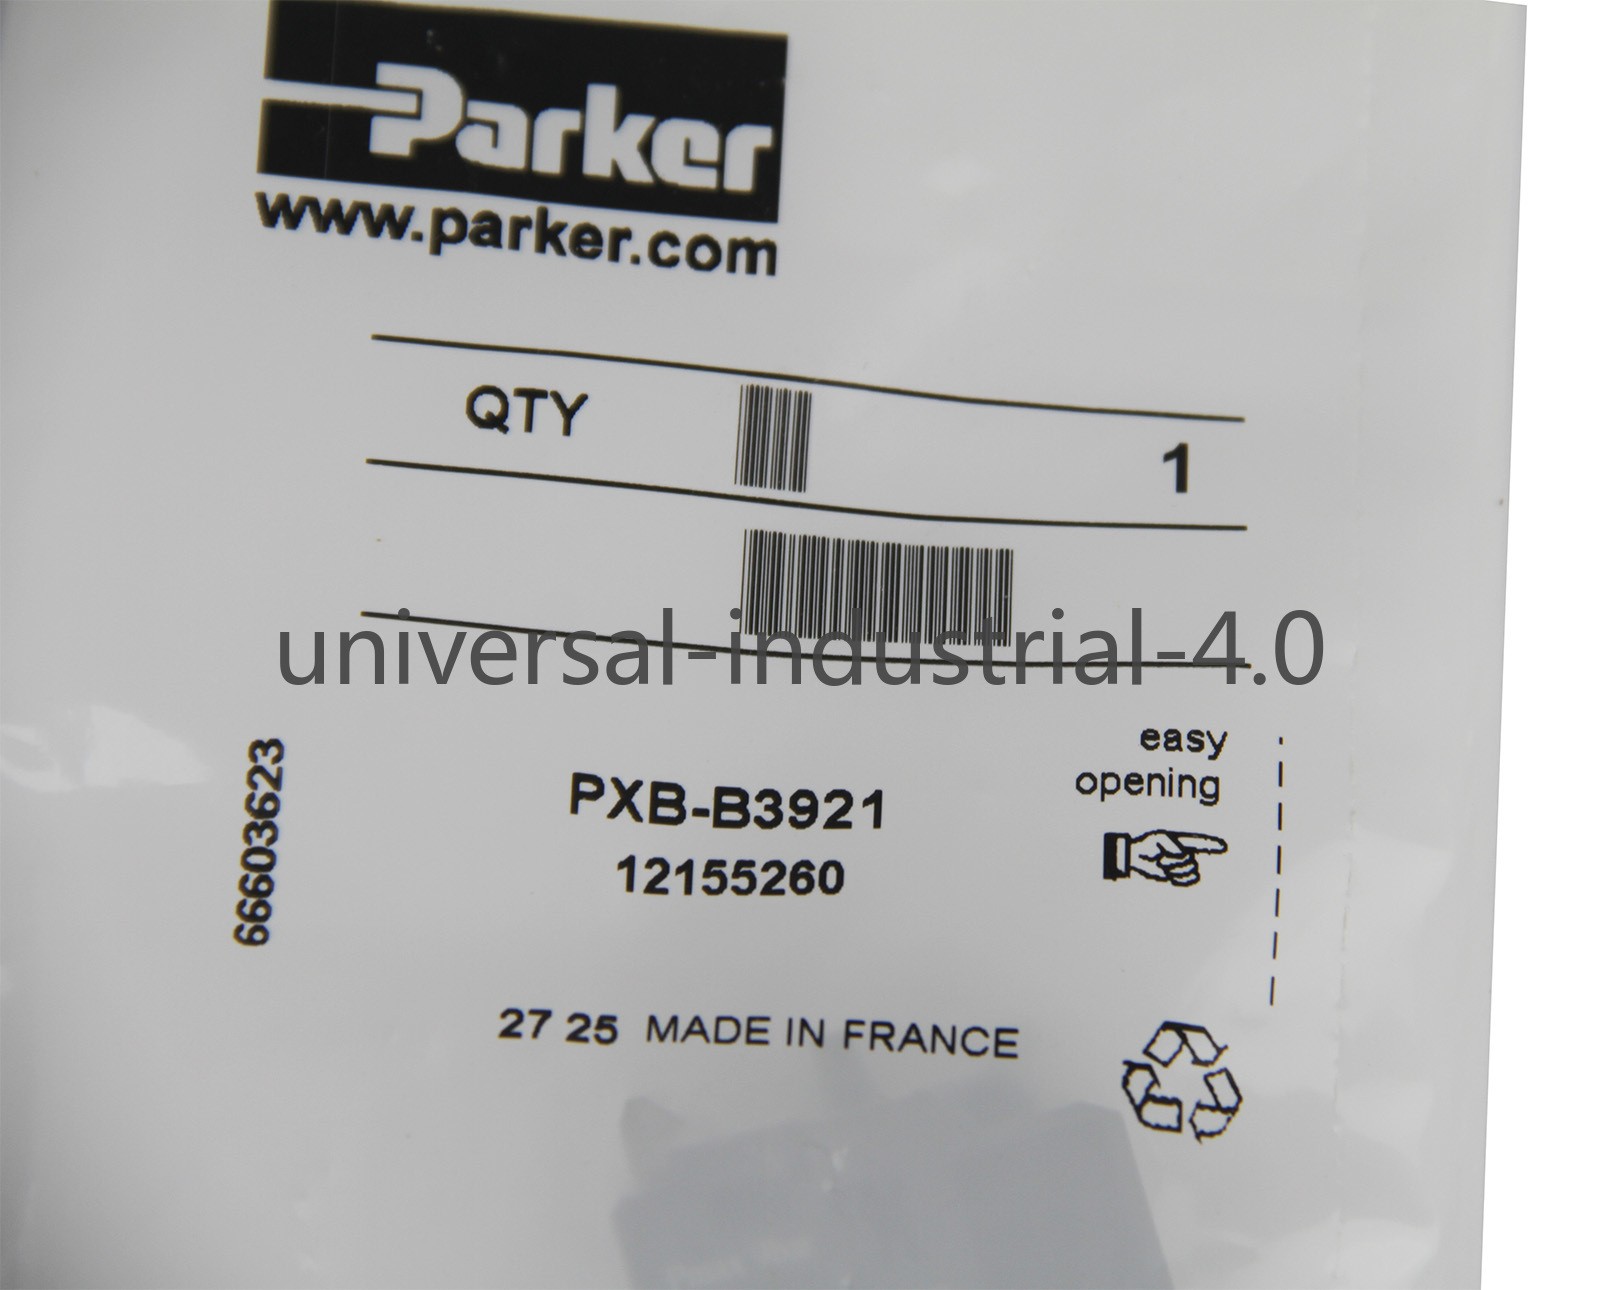 Parker
www.parker.com
QTY 1
universal-industrial-4.0
easy
opening
66603623
PXB-B3921
12155260
27 25 MADE IN FRANCE